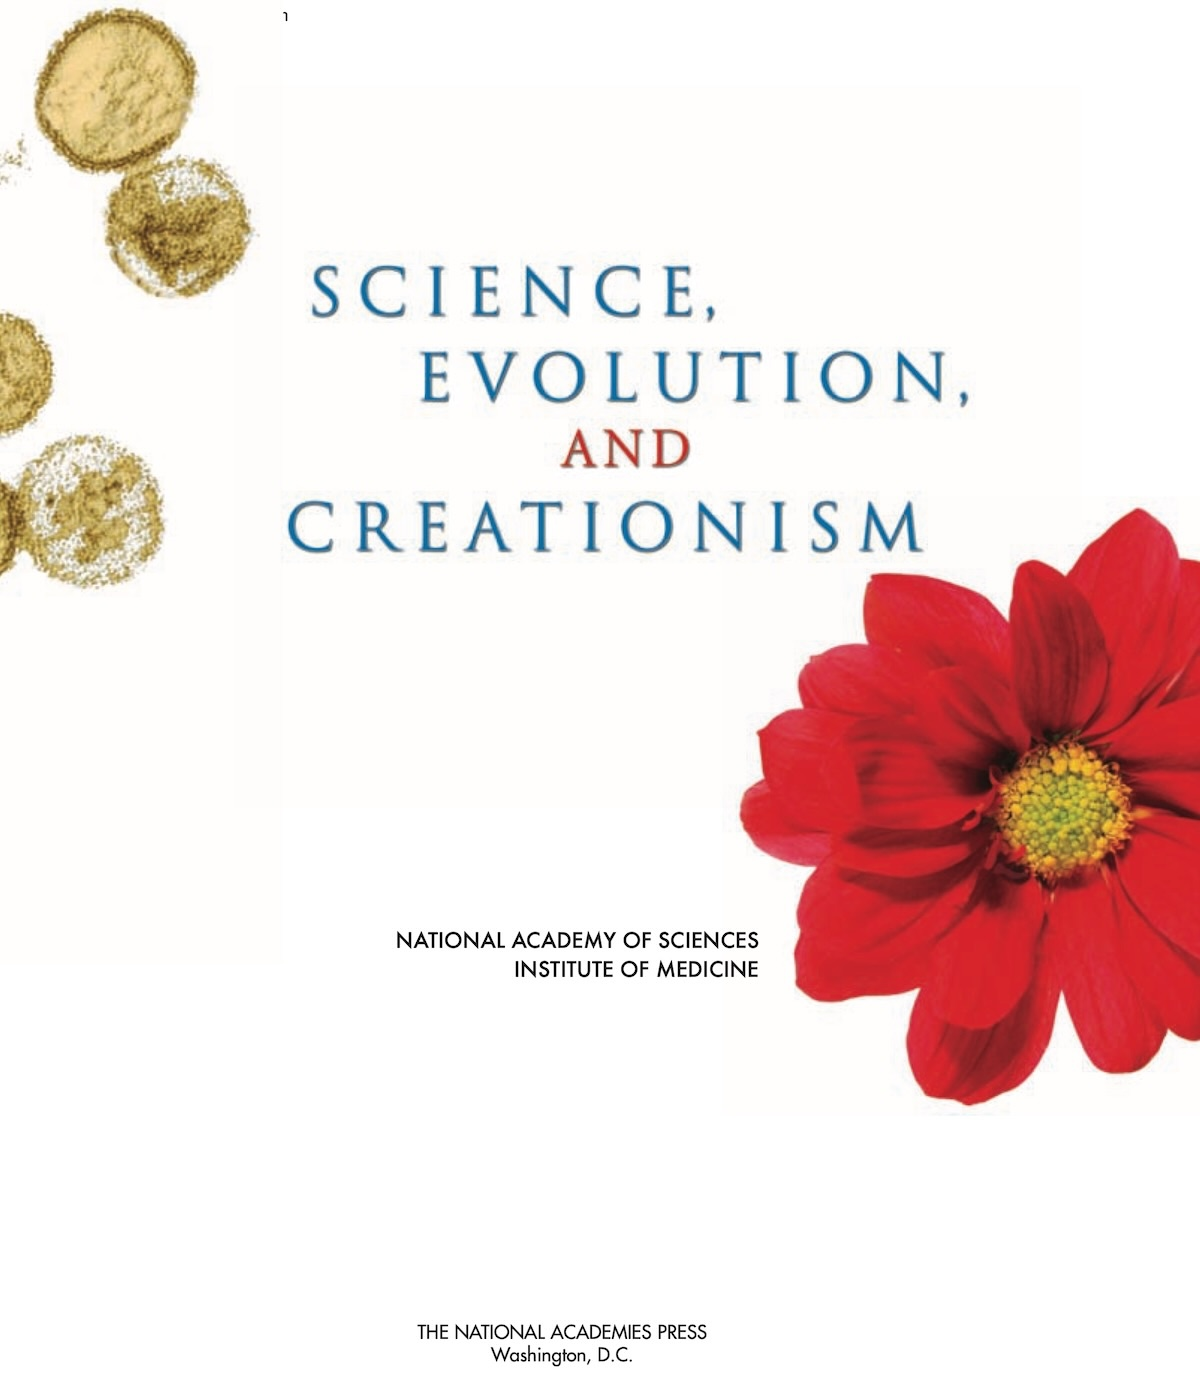 SCIENCE,
EVOLUTION,
AND
CREATIONISM
NATIONAL ACADEMY OF SCIENCES
INSTITUTE OF MEDICINE
THE NATIONAL ACADEMIES PRESS
Washington, D.C.